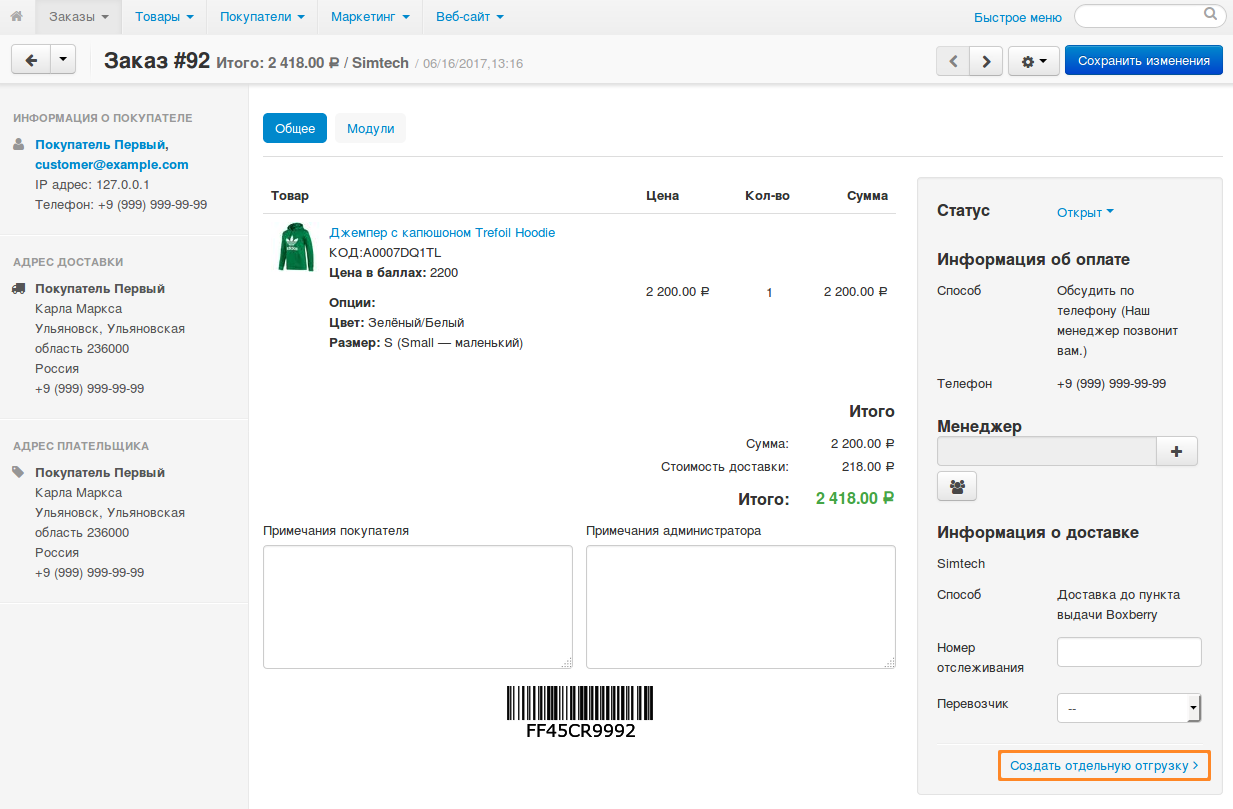 Заказы Товары Покупатели Маркетинг Веб-сайт Быстрое меню
Заказ #92 Итого: 2 418.00 ₽ / Simtech / 06/16/2017,13:16 Сохранить изменения
ИНФОРМАЦИЯ О ПОКУПАТЕЛЕ
Покупатель Первый,
customer@example.com
IP адрес: 127.0.0.1
Телефон: +9 (999) 999-99-99
АДРЕС ДОСТАВКИ
Покупатель Первый
Карла Маркса
Ульяновск, Ульяновская
область 236000
Россия
+9 (999) 999-99-99
АДРЕС ПЛАТЕЛЬЩИКА
Покупатель Первый
Карла Маркса
Ульяновск, Ульяновская
область 236000
Россия
+9 (999) 999-99-99
Общее Модули
Товар Цена Кол-во Сумма
Джемпер с капюшоном Trefoil Hoodie
КОД:A0007DQ1TL
Цена в баллах: 2200
2 200.00 ₽ 1 2 200.00 ₽
Опции:
Цвет: Зелёный/Белый
Размер: S (Small — маленький)
Итого
Сумма: 2 200.00 ₽
Стоимость доставки: 218.00 ₽
Итого: 2 418.00 ₽
Примечания покупателя Примечания администратора
FF45CR9992
Статус Открыт
Информация об оплате
Способ Обсудить по
телефону (Наш
менеджер позвонит
вам.)
Телефон +9 (999) 999-99-99
Менеджер
Информация о доставке
Simtech
Способ Доставка до пункта
выдачи Boxberry
Номер
отслеживания
Перевозчик --
Создать отдельную отгрузку